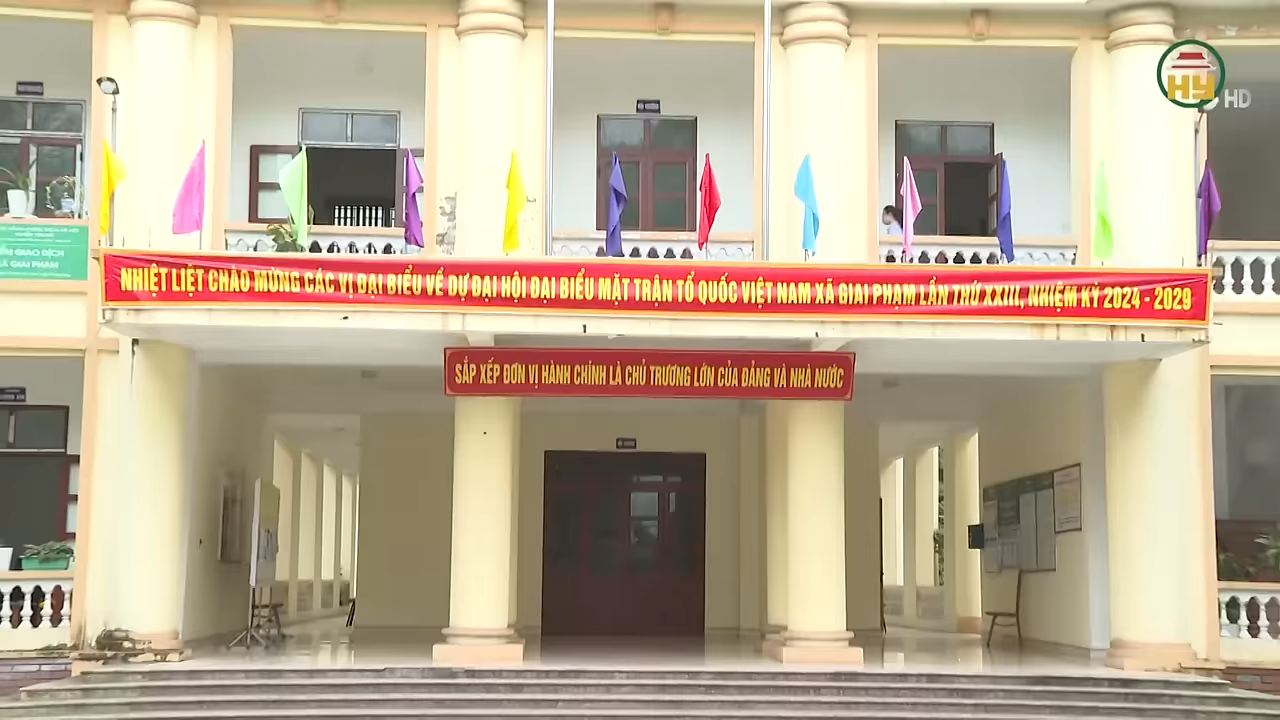 HY
HD
GIAO DỊCH
XÃ GIAI PHẠM
NHIỆT LIỆT CHÀO MỪNG CÁC VỊ ĐẠI BIỂU VỀ DỰ ĐẠI HỘI ĐẠI BIỂU MẶT TRẬN TỔ QUỐC VIỆT NAM XÃ GIAI PHẠM LẦN THỨ XXIII, NHIỆM KỲ 2024 - 2029
SẮP XẾP ĐƠN VỊ HÀNH CHÍNH LÀ CHỦ TRƯƠNG LỚN CỦA ĐẢNG VÀ NHÀ NƯỚC